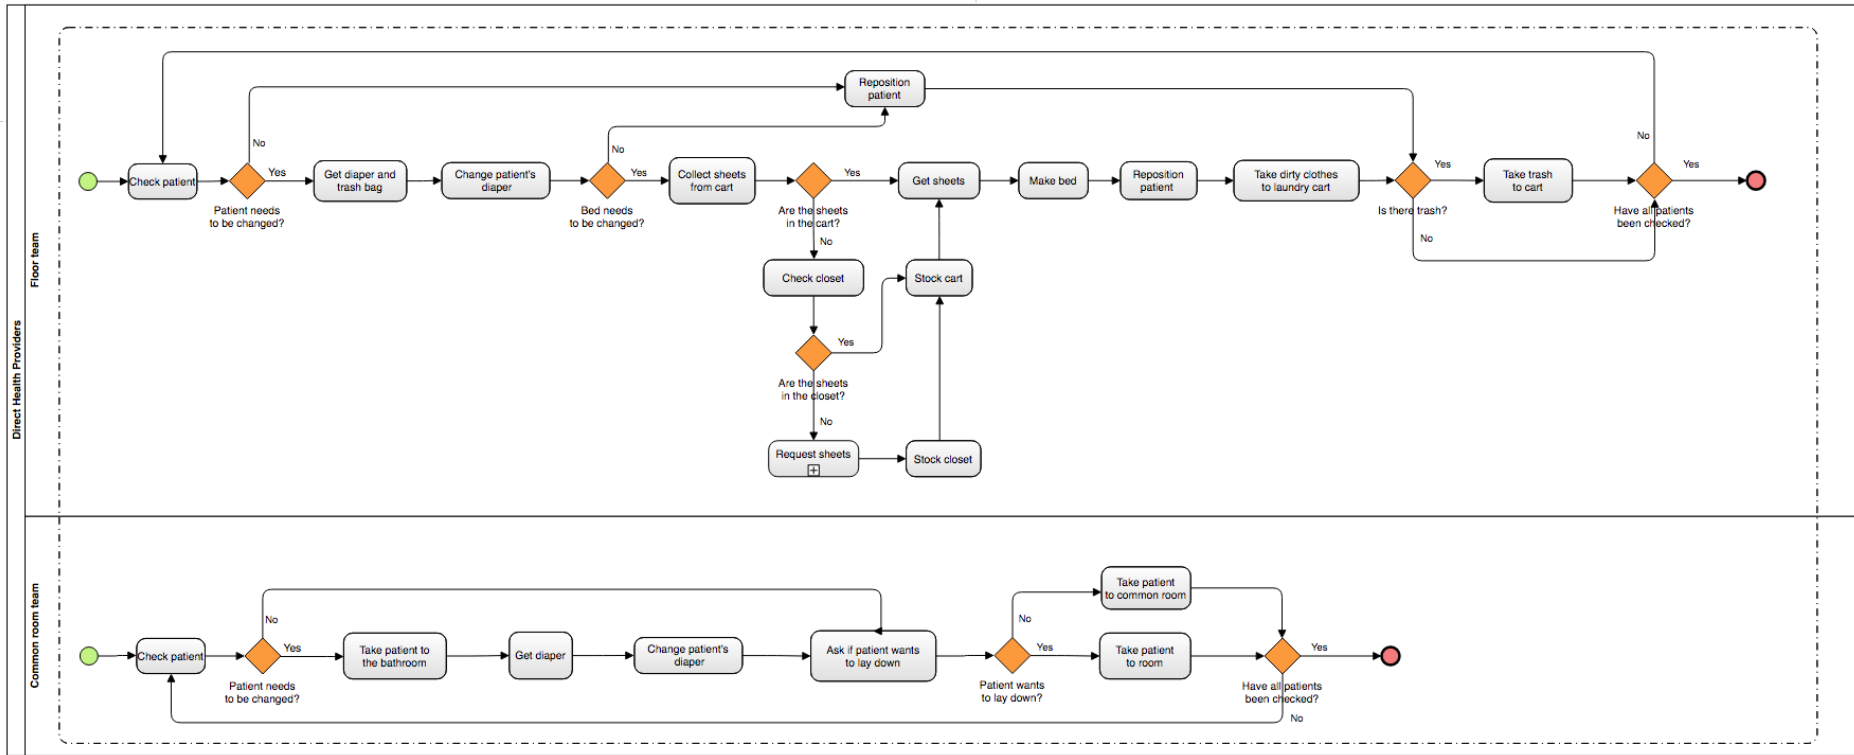 Direct Health Providers
Floor team
Reposition
patient
No
No
No
Check patient
Yes
Get diaper and
trash bag
Change patient's
diaper
Yes
Collect sheets
from cart
Yes
Get sheets
Make bed
Reposition
patient
Take dirty clothes
to laundry cart
Yes
Take trash
to cart
Yes
Patient needs
to be changed?
Bed needs
to be changed?
Are the sheets
in the cart?
Is there trash?
Have all patients
been checked?
No
No
Check closet
Stock cart
Yes
Are the sheets
in the closet?
No
Request sheets
Stock closet
Common room team
Take patient
to common room
No
No
Check patient
Yes
Take patient to
the bathroom
Get diaper
Change patient's
diaper
Ask if patient wants
to lay down
Yes
Take patient
to room
Yes
Patient needs
to be changed?
Patient wants
to lay down?
Have all patients
been checked?
No